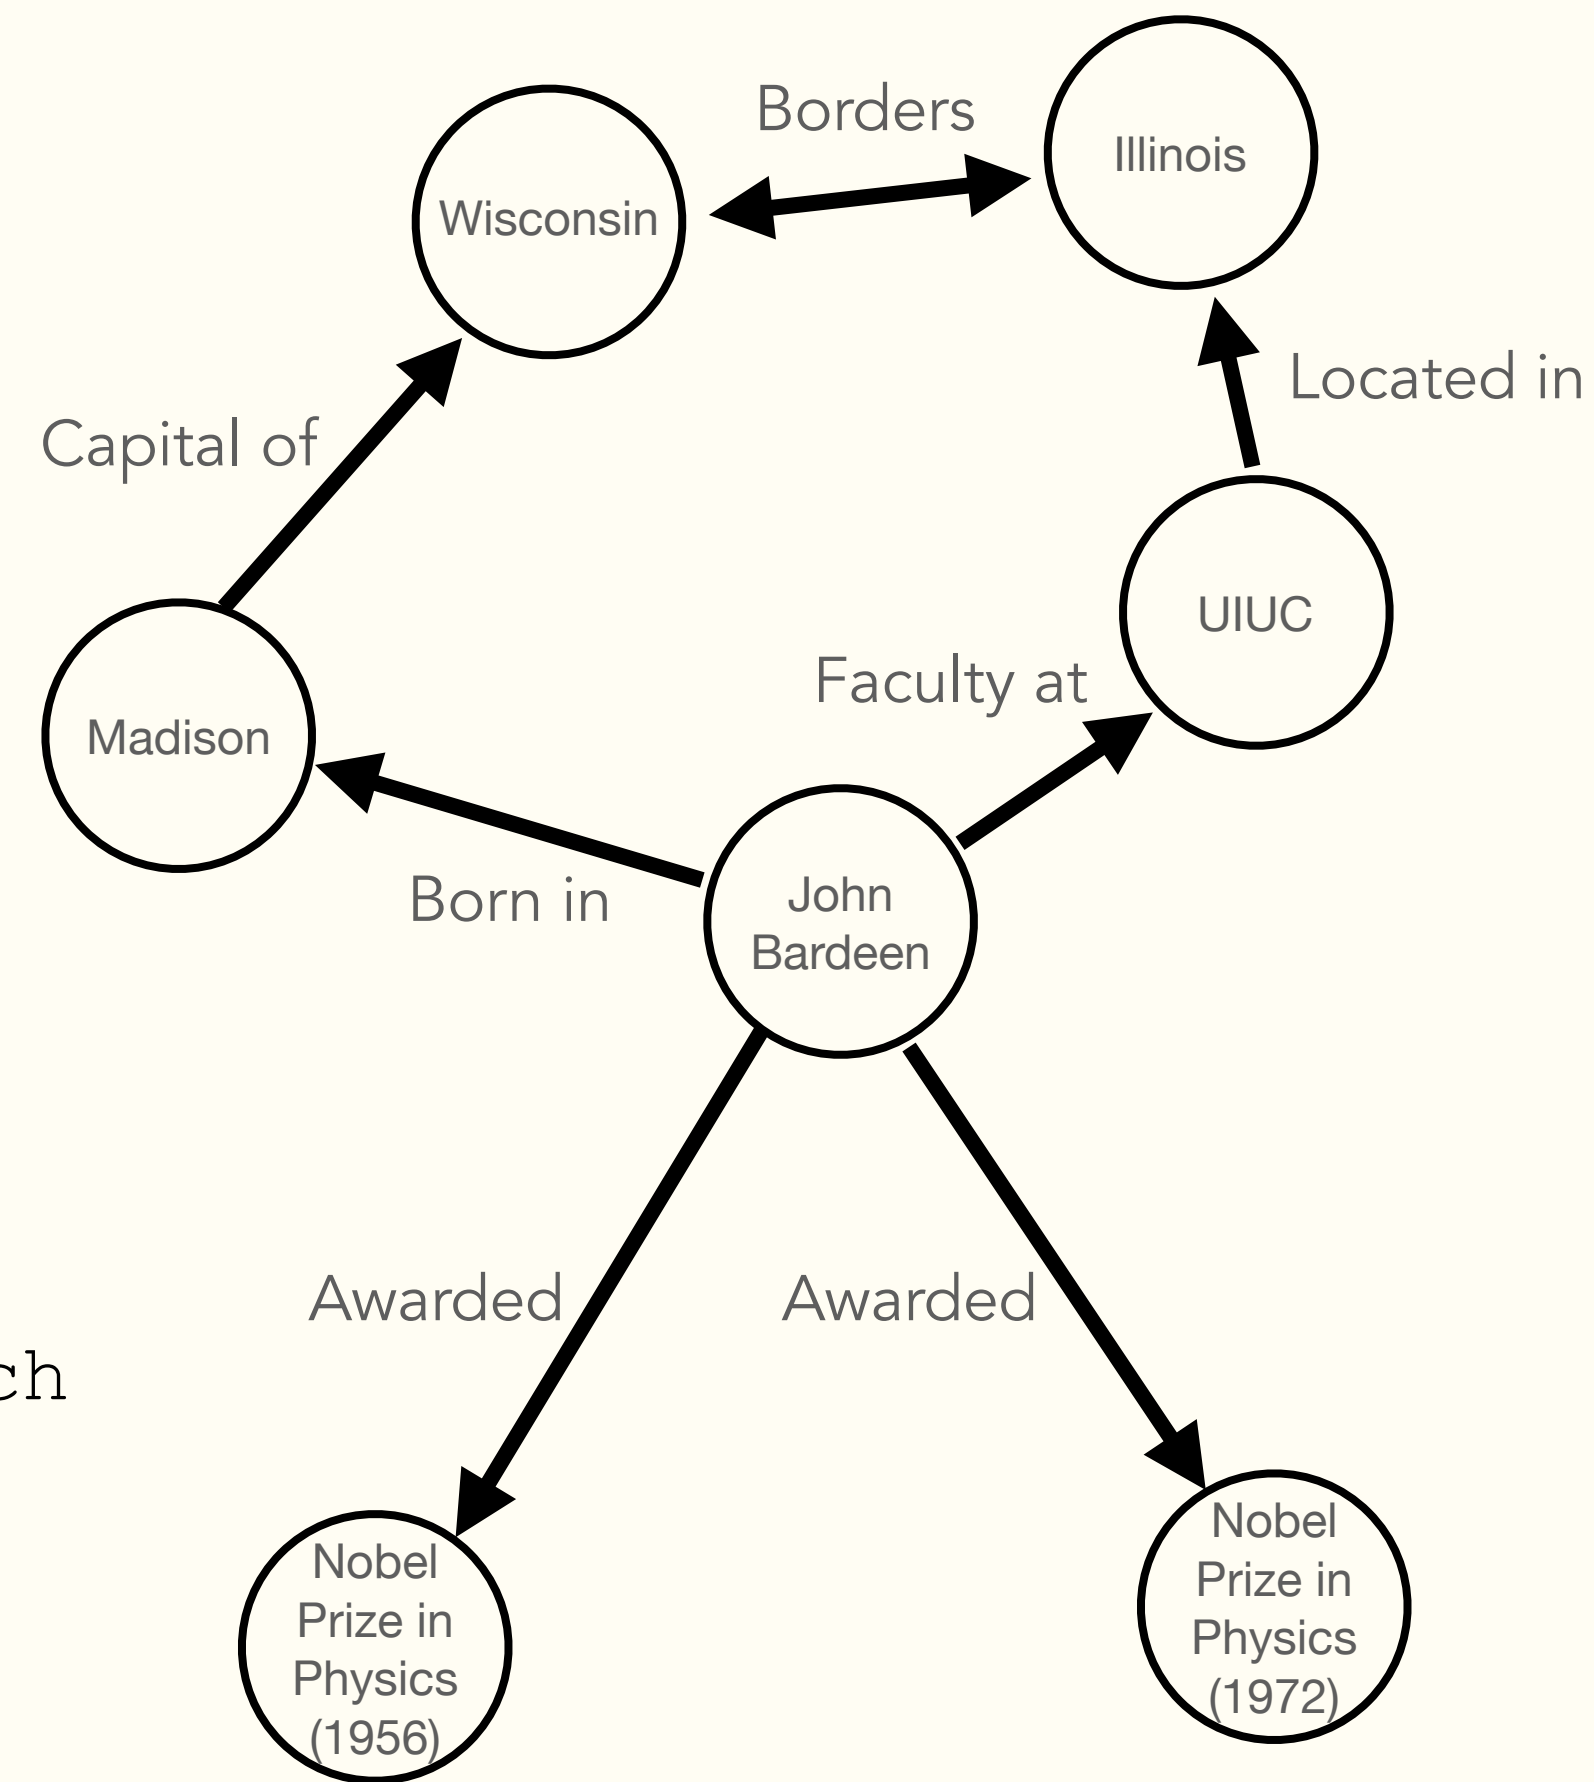 Borders
Illinois
Wisconsin
Located in
Capital of
UIUC
Faculty at
Madison
Born in
John
Bardeen
Awarded
Awarded
ch
Nobel
Prize in
Physics
(1956)
Nobel
Prize in
Physics
(1972)